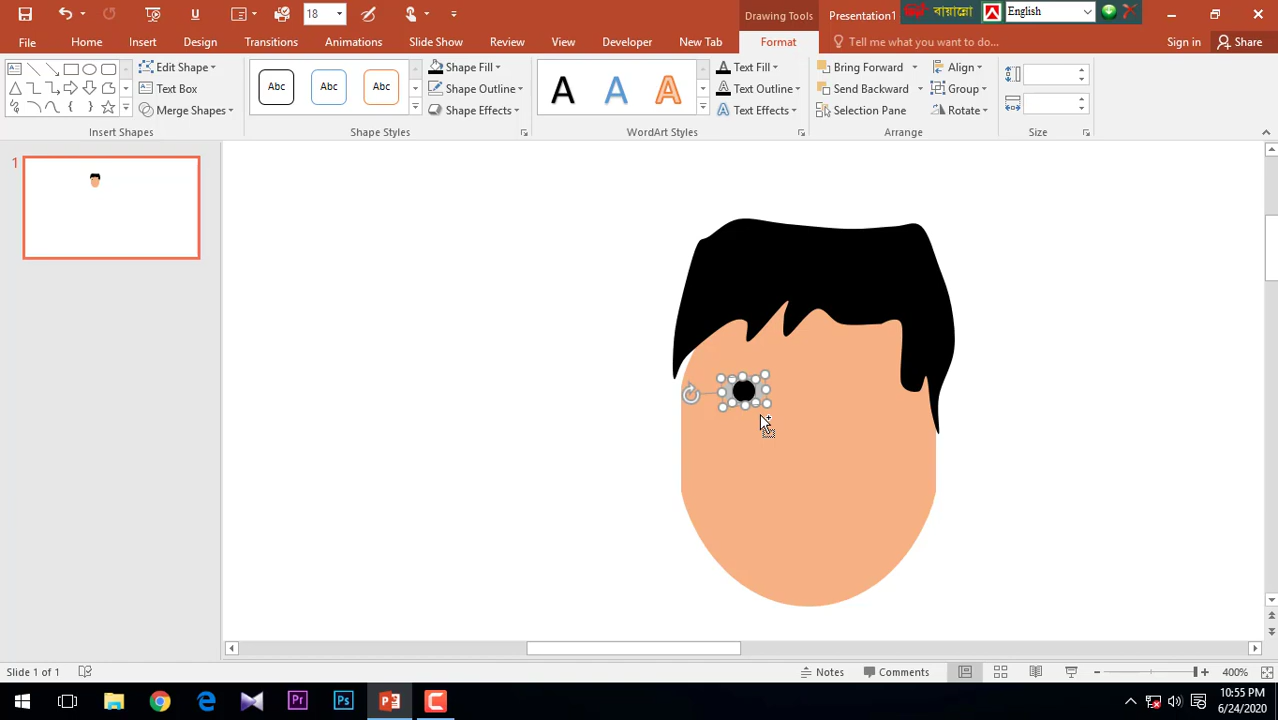 18
Drawing Tools
Presentation1
বায়ান্নো
English
File
Home
Insert
Design
Transitions
Animations
Slide Show
Review
View
Developer
New Tab
Format
Tell me what you want to do...
Sign in
Share
Edit Shape
Text Box
Merge Shapes
Insert Shapes
Abc
Abc
Abc
Shape Fill
Shape Outline
Shape Effects
Shape Styles
A
A
A
Text Fill
Text Outline
Text Effects
WordArt Styles
Bring Forward
Send Backward
Selection Pane
Align
Group
Rotate
Arrange
Size
1
Slide 1 of 1
Notes
Comments
400%
Pr
Ps
10:55 PM
6/24/2020